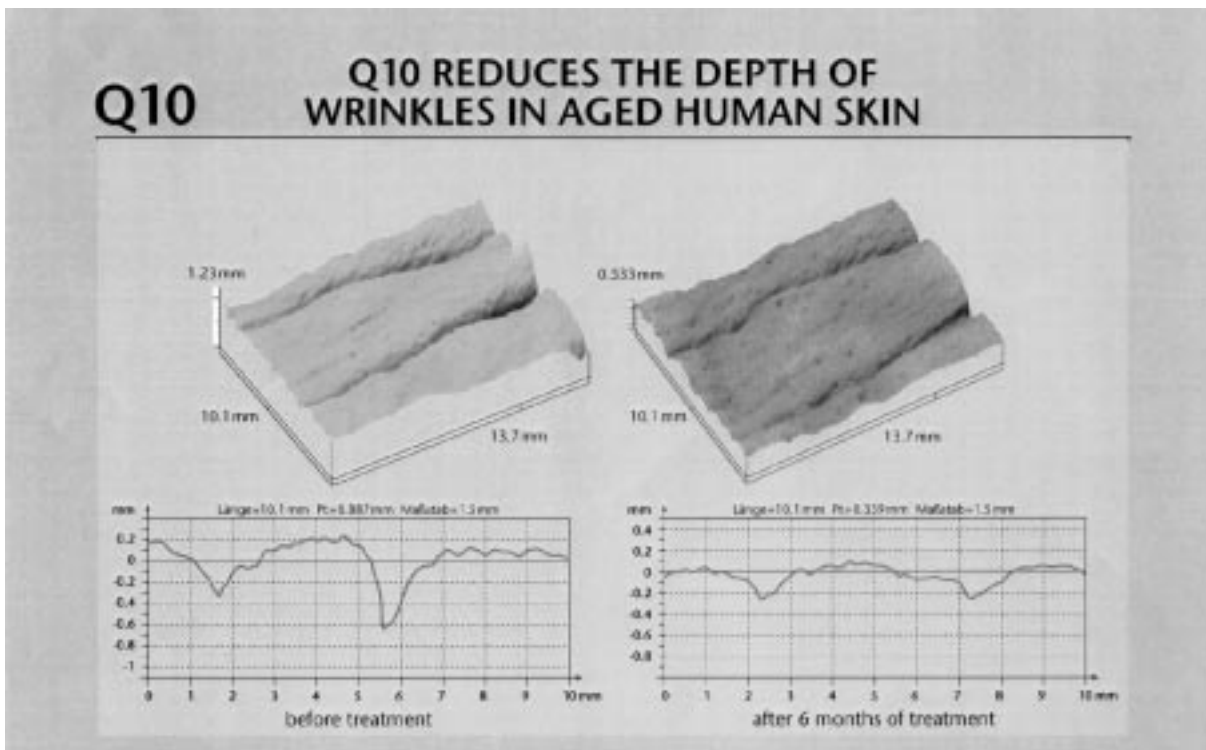 Q10
Q10 REDUCES THE DEPTH OF
WRINKLES IN AGED HUMAN SKIN
1.23mm
10.1mm
13.7mm
0.533mm
10.1mm
13.7mm
mm
Länge=10.1mm Maßstab=1.5mm
0.2
0
-0.2
-0.4
-0.6
-0.8
-1
0 1 2 3 4 5 6 7 8 9 10mm
before treatment
mm
Länge=10.1mm Maßstab=1.5mm
0.4
0.2
0
-0.2
-0.4
-0.6
-0.8
0 1 2 3 4 5 6 7 8 9 10mm
after 6 months of treatment